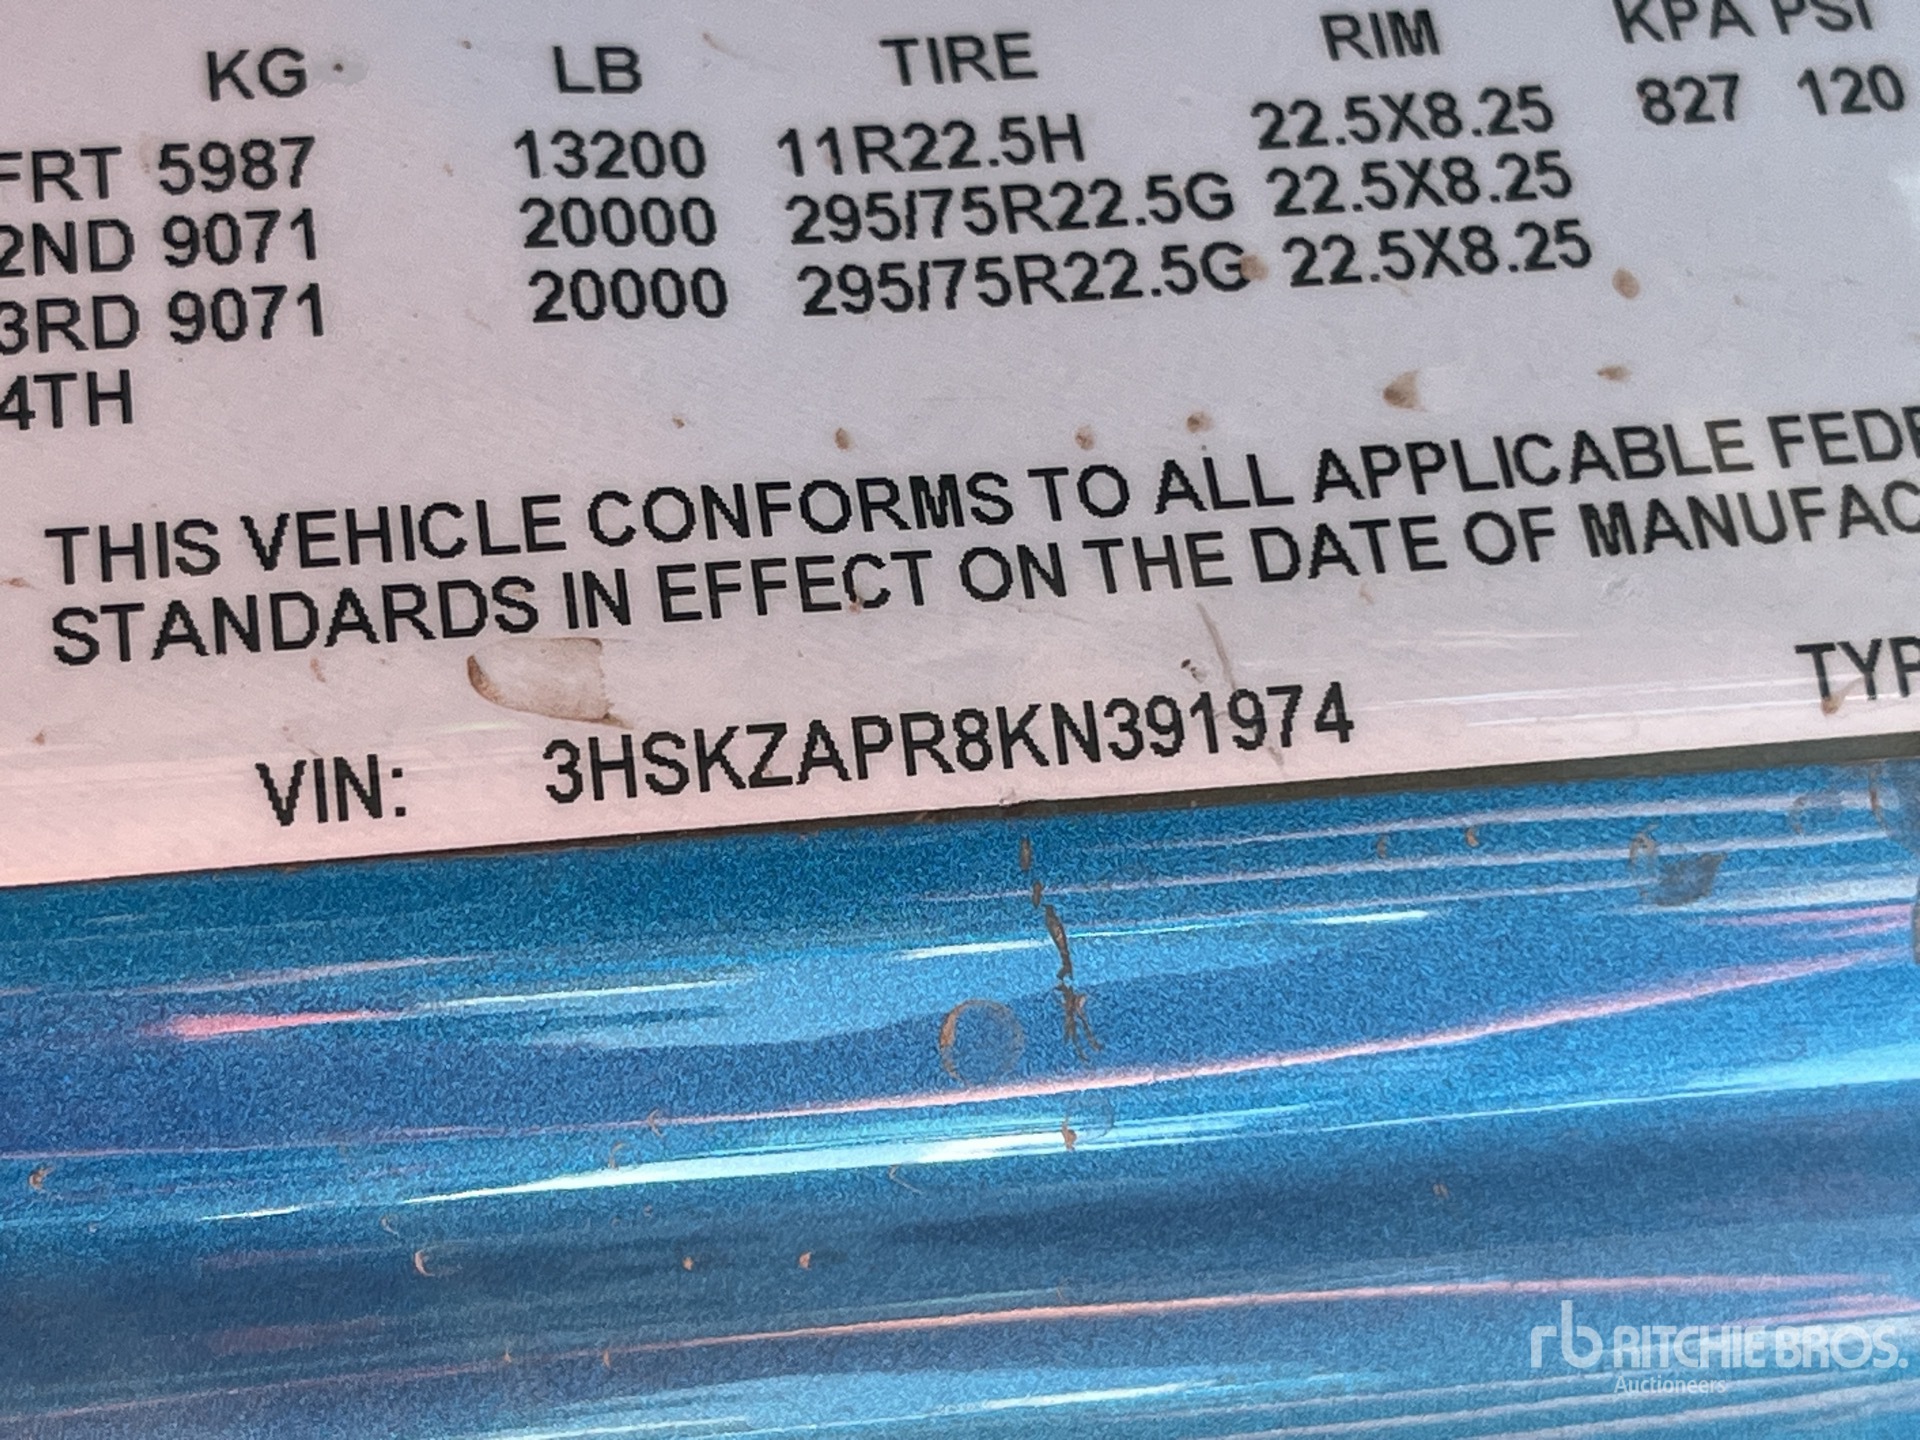 KG LB TIRE RIM KPA PSI
FRT 5987 13200 11R22.5H 22.5X8.25 827 120
2ND 9071 20000 295/75R22.5G 22.5X8.25
3RD 9071 20000 295/75R22.5G 22.5X8.25
4TH
THIS VEHICLE CONFORMS TO ALL APPLICABLE FEDE
STANDARDS IN EFFECT ON THE DATE OF MANUFAC
VIN: 3HSKZAPR8KN391974 TYP
rb RITCHIE BROS.
Auctioneers